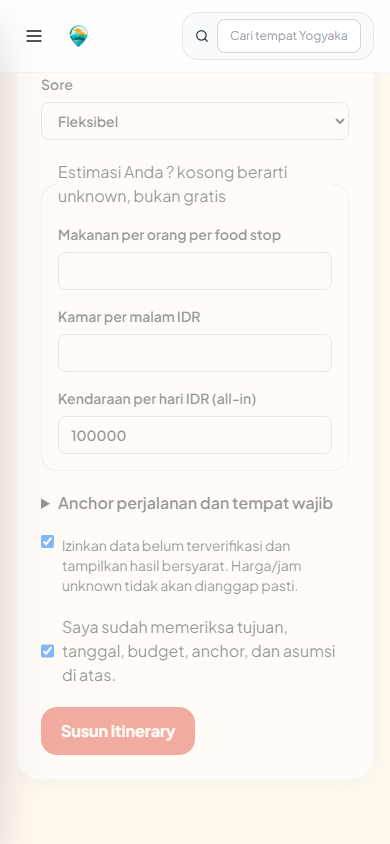 Cari tempat Yogyaka
Sore
Fleksibel
Estimasi Anda ? kosong berarti
unknown, bukan gratis
Makanan per orang per food stop
Kamar per malam IDR
Kendaraan per hari IDR (all-in)
100000
Anchor perjalanan dan tempat wajib
Izinkan data belum terverifikasi dan
tampilkan hasil bersyarat. Harga/jam
unknown tidak akan dianggap pasti.
Saya sudah memeriksa tujuan,
tanggal, budget, anchor, dan asumsi
di atas.
Susun itinerary